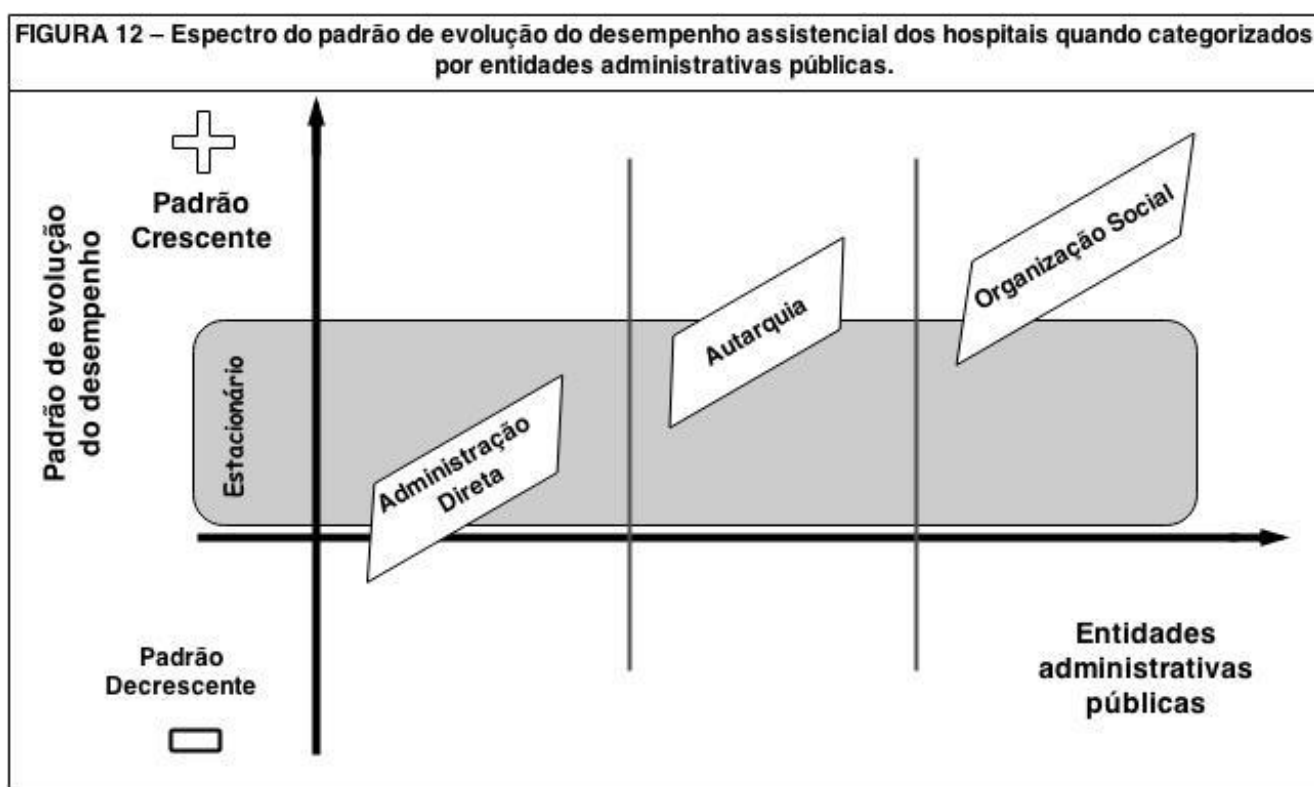 FIGURA 12 – Espectro do padrão de evolução do desempenho assistencial dos hospitais quando categorizados
por entidades administrativas públicas.
Padrão
Crescente
Padrão de evolução
do desempenho
Estacionário
Administração
Direta
Autarquia
Organização Social
Padrão
Decrescente
Entidades
administrativas
públicas